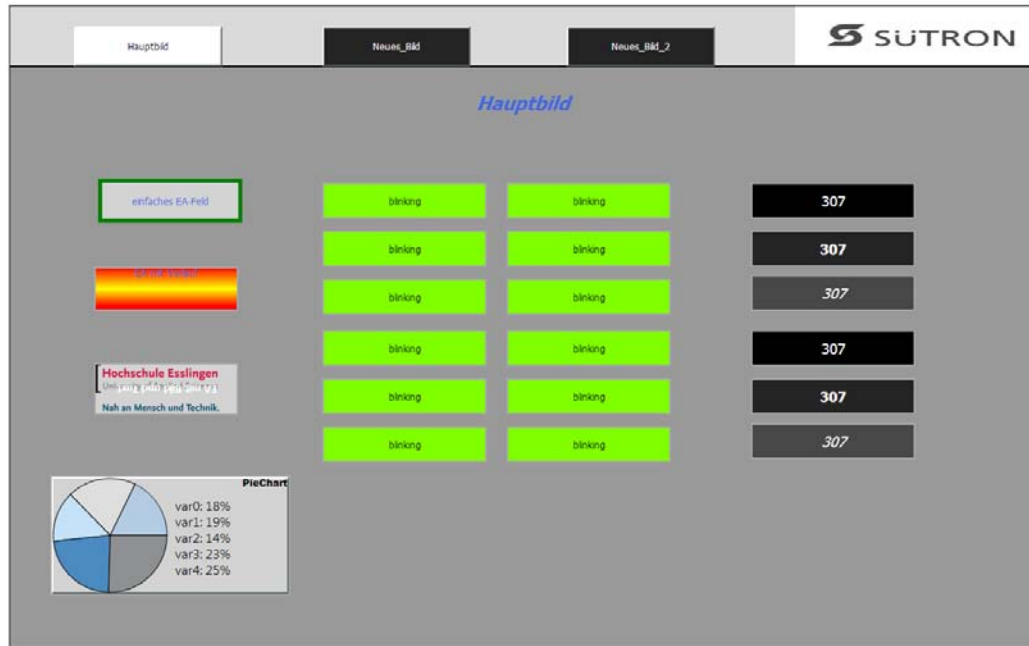 Hauptbild
Neues_Bild
Neues_Bild_2
SÜTRON
Hauptbild
einfaches EA-Feld
blinking
blinking
307
blinking
blinking
307
blinking
blinking
307
Hochschule Esslingen
Nah an Mensch und Technik.
blinking
blinking
307
blinking
blinking
307
blinking
blinking
307
PieChart
var0: 18%
var1: 19%
var2: 14%
var3: 23%
var4: 25%